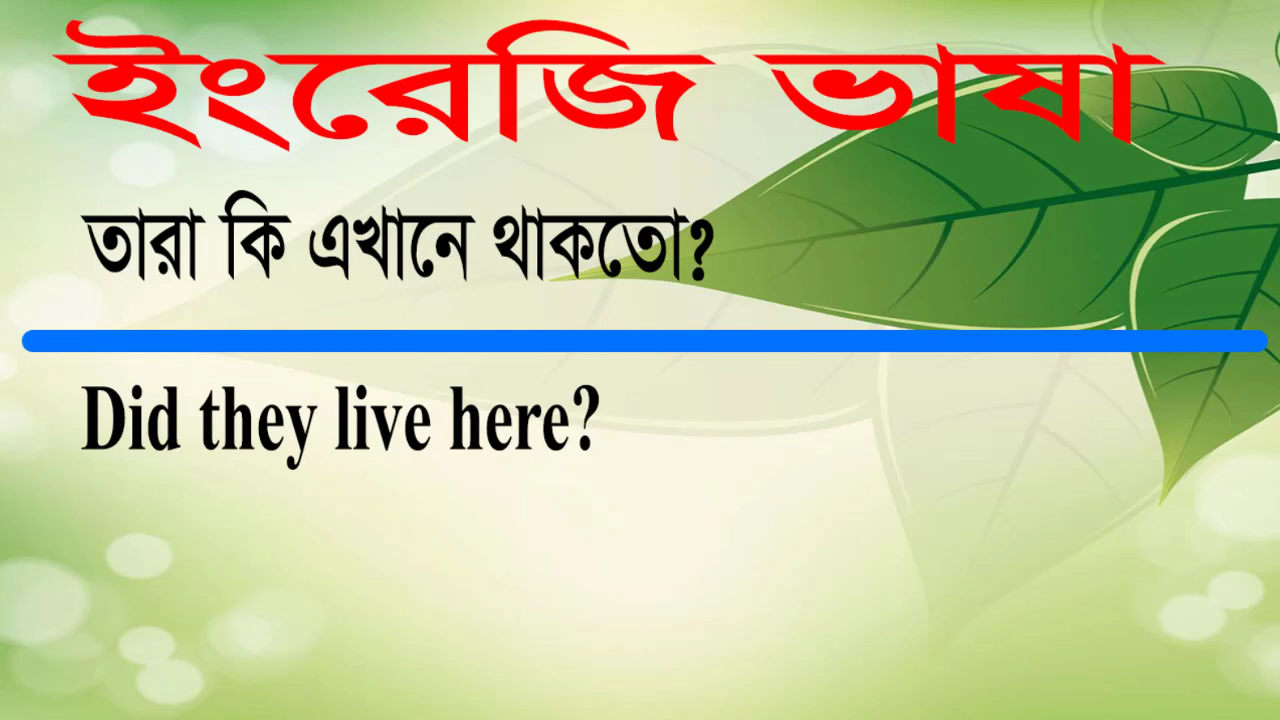 ইংরেজি ভাষা
তারা কি এখানে থাকতো?
Did they live here?